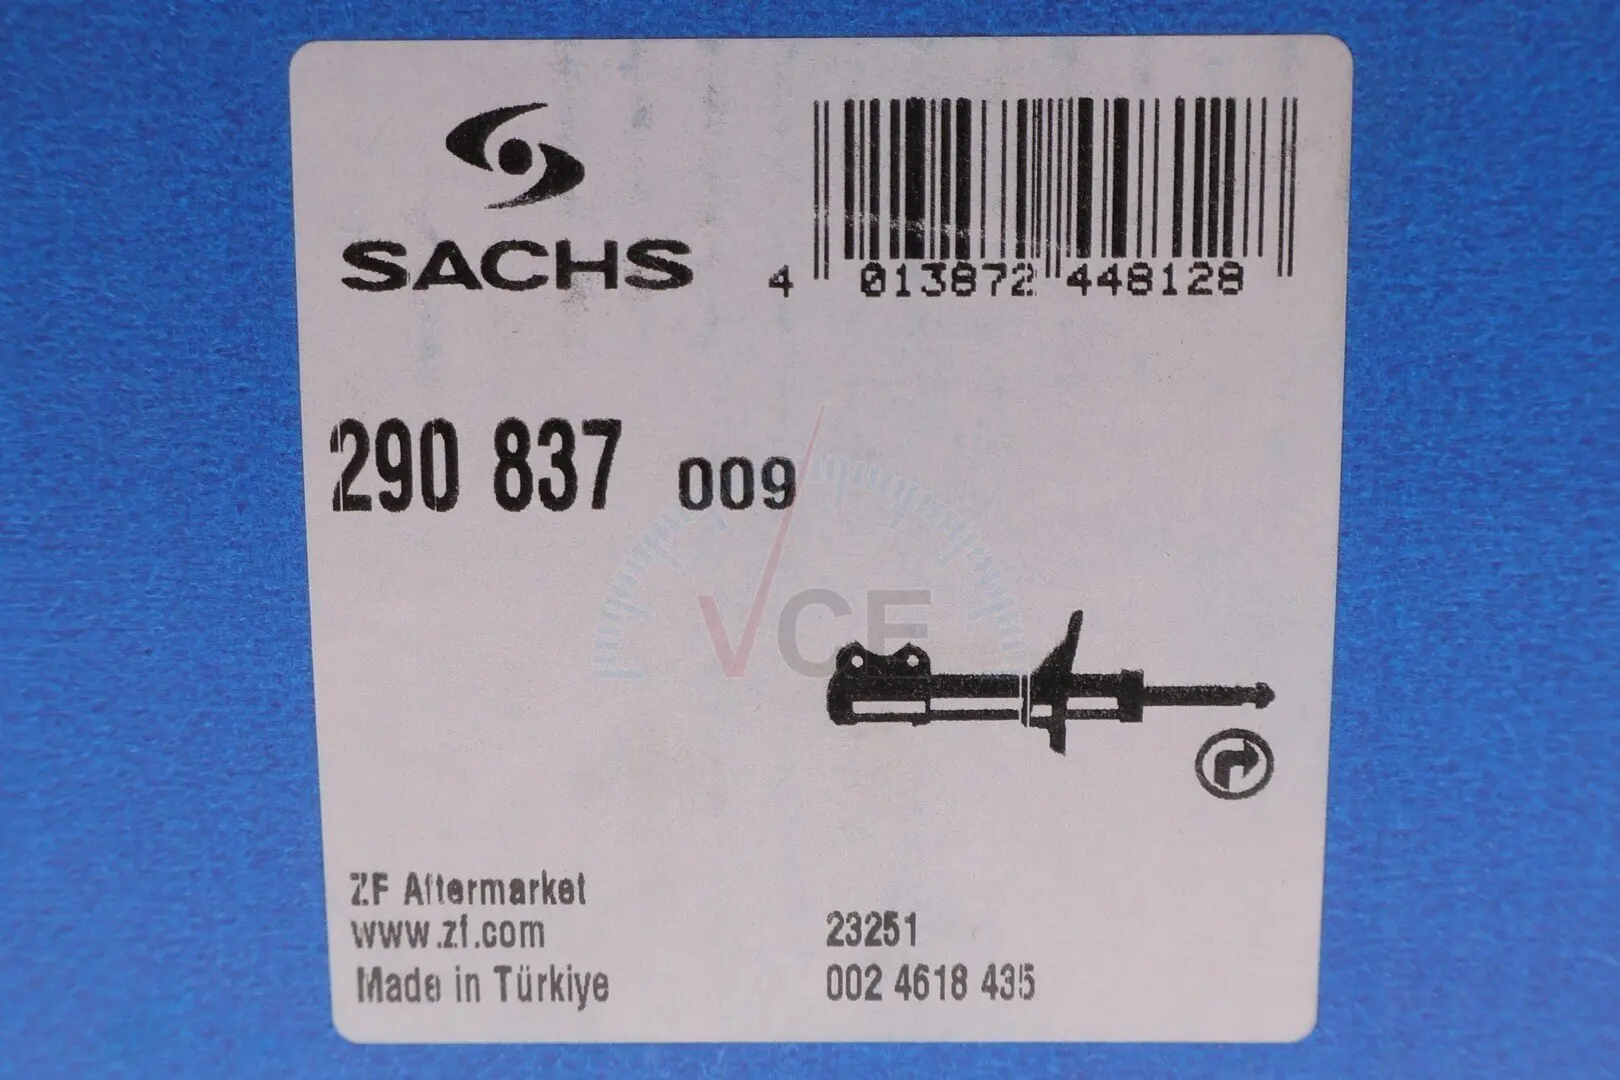 SACHS
4 013872 448128
290 837 009
VCE
ZF Aftermarket
www.zf.com
Made in Türkiye
23251
002 4618 435